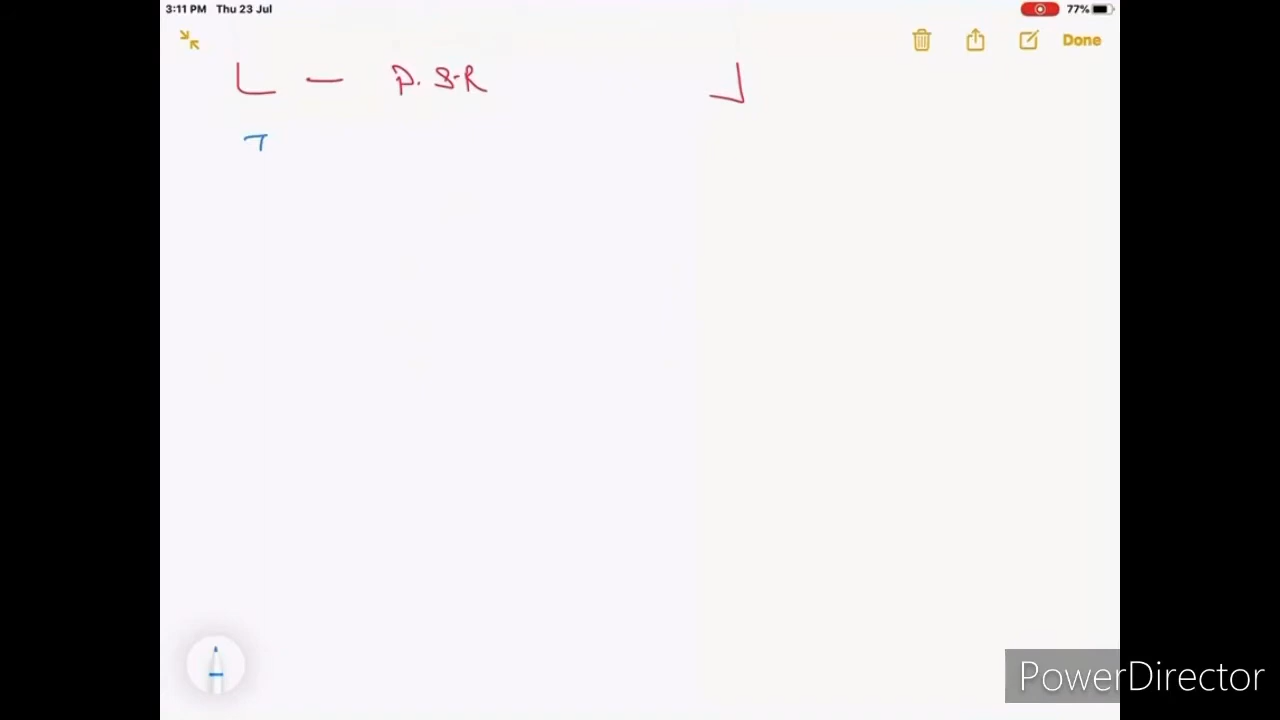 3:11 PM Thu 23 Jul
77%
Done
— D. S-R
PowerDirector